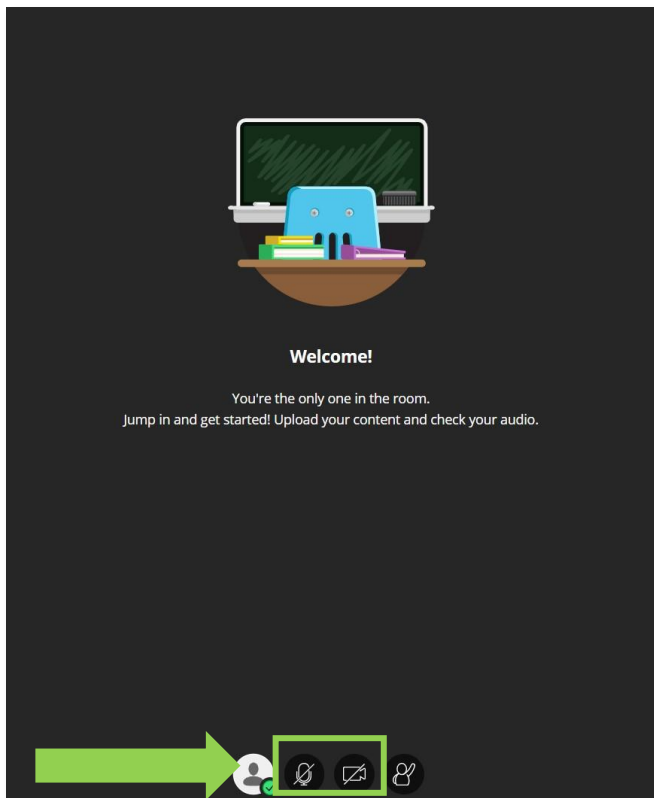 Welcome!
You're the only one in the room.
Jump in and get started! Upload your content and check your audio.